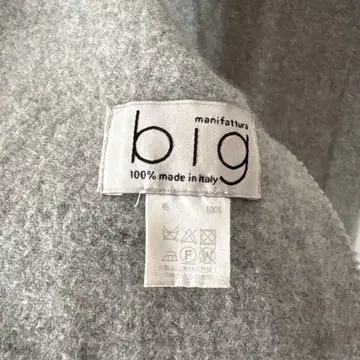 manifattura
big
100% made in Italy
毛 100%
F